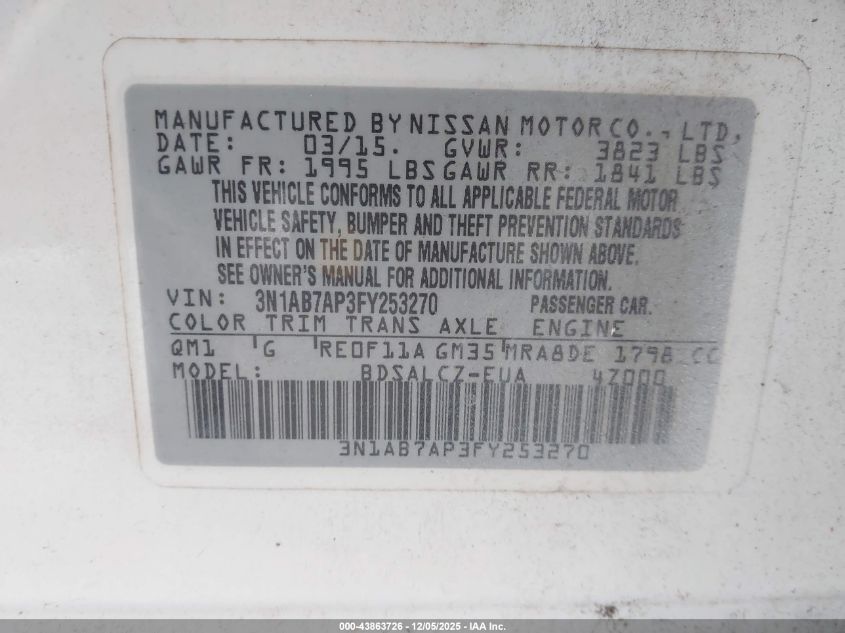 MANUFACTURED BY NISSAN MOTOR CO., LTD.
DATE: 03/15. GVWR: 3823 LBS
GAWR FR: 1995 LBS GAWR RR: 1841 LBS
THIS VEHICLE CONFORMS TO ALL APPLICABLE FEDERAL MOTOR
VEHICLE SAFETY, BUMPER AND THEFT PREVENTION STANDARDS
IN EFFECT ON THE DATE OF MANUFACTURE SHOWN ABOVE.
SEE OWNER'S MANUAL FOR ADDITIONAL INFORMATION.
VIN: 3N1AB7AP3FY253270 PASSENGER CAR.
COLOR TRIM TRANS AXLE ENGINE
QM1 G RE0F11A GM35 MRA8DE 1798 CC
MODEL: BDSALCZ-EUA 4Z000
3N1AB7AP3FY253270
000-43863726 - 12/05/2025 - IAA Inc.